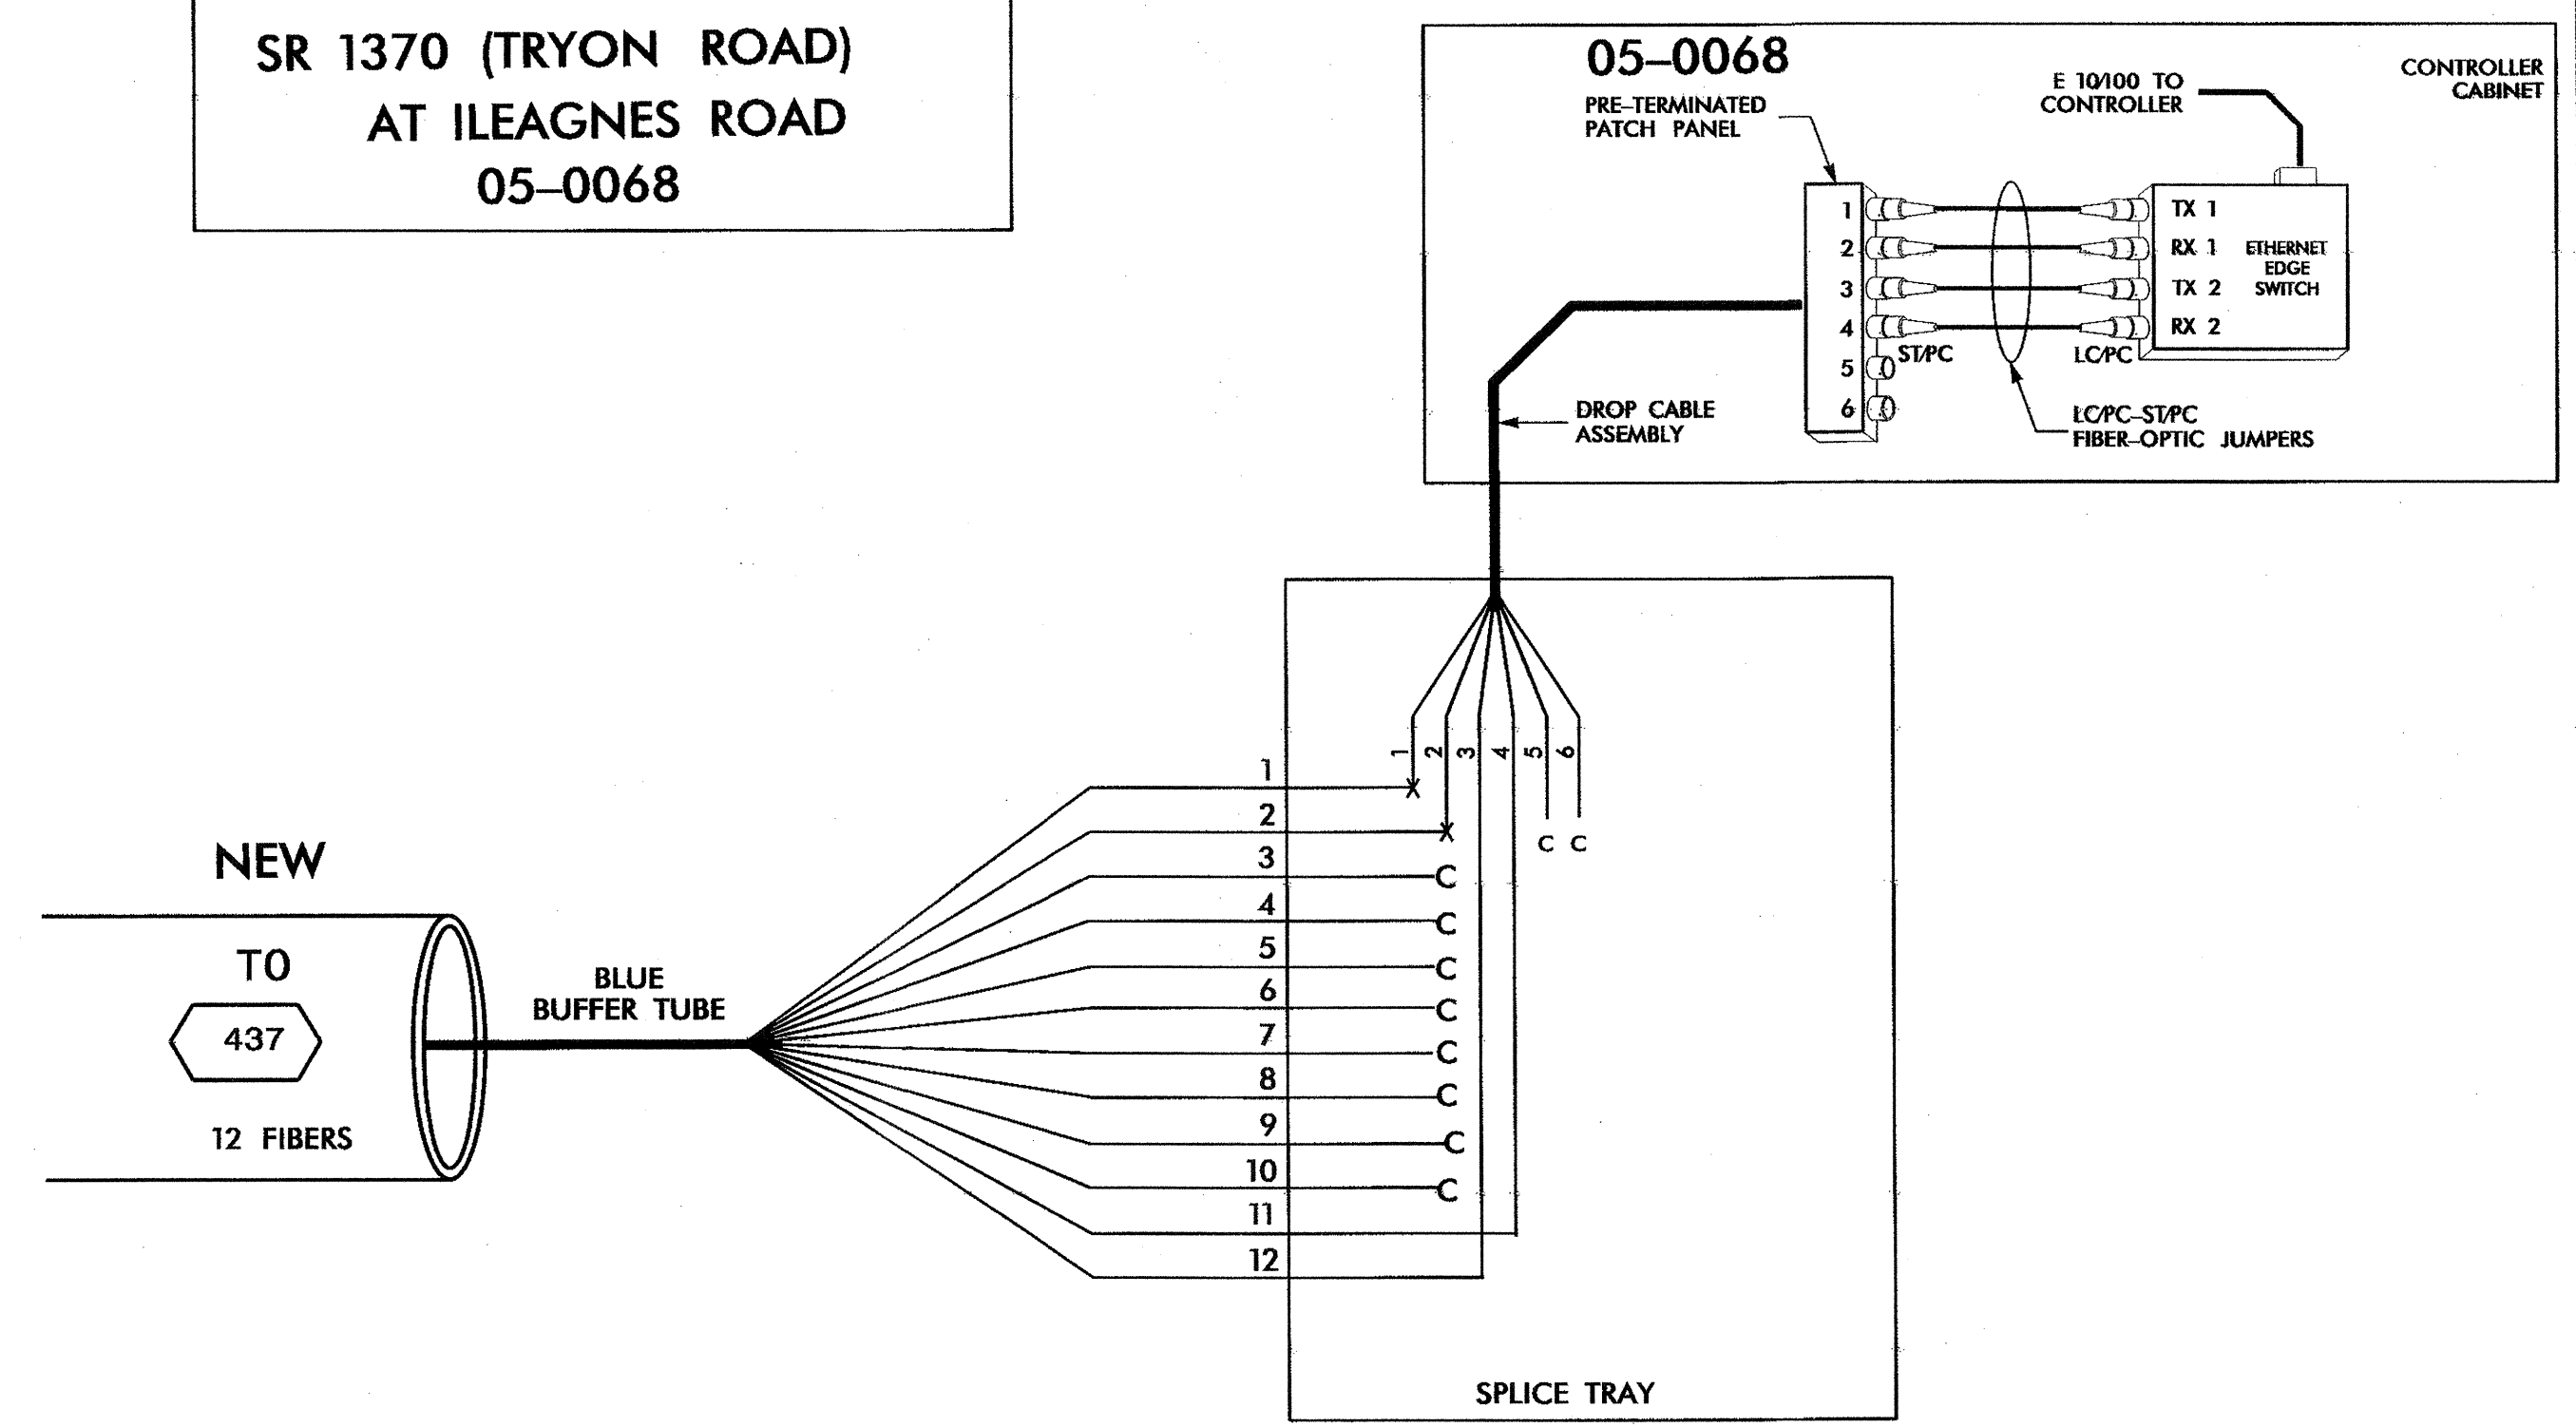 SR 1370 (TRYON ROAD)
AT ILEAGNES ROAD
05-0068
05-0068
PRE-TERMINATED
PATCH PANEL
E 10/100 TO
CONTROLLER
CONTROLLER
CABINET
1
2
3
4
5
6
TX 1
RX 1
TX 2
RX 2
ETHERNET
EDGE
SWITCH
ST/PC
LC/PC
DROP CABLE
ASSEMBLY
LC/PC-ST/PC
FIBER-OPTIC JUMPERS
1 2 3 4 5 6
X
X
C C
NEW
TO
437
12 FIBERS
BLUE
BUFFER TUBE
1
2
3 C
4 C
5 C
6 C
7 C
8 C
9 C
10 C
11
12
SPLICE TRAY